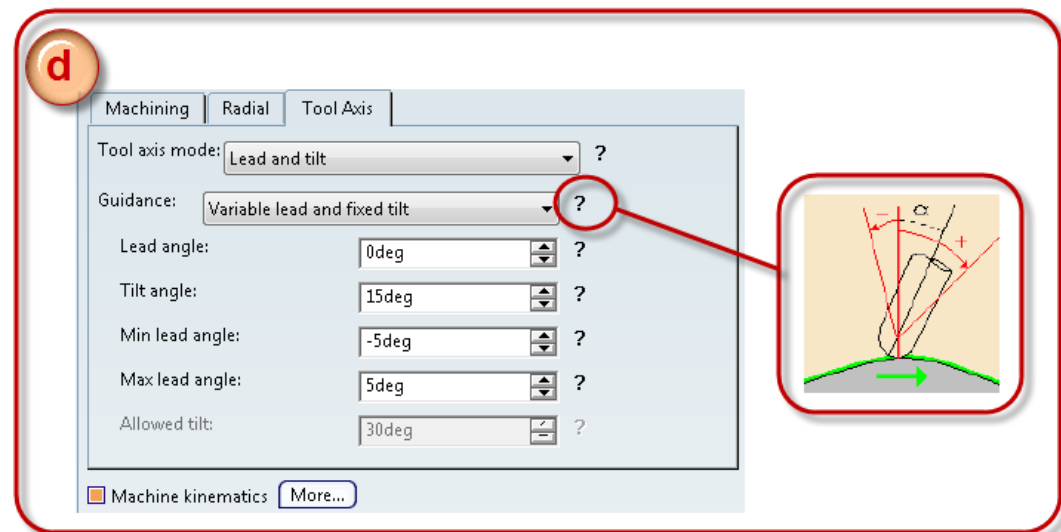 d
Machining Radial Tool Axis
Tool axis mode: Lead and tilt ?
Guidance: Variable lead and fixed tilt ?
Lead angle: 0deg ?
Tilt angle: 15deg ?
Min lead angle: -5deg ?
Max lead angle: 5deg ?
Allowed tilt: 30deg ?
Machine kinematics More...
- α +